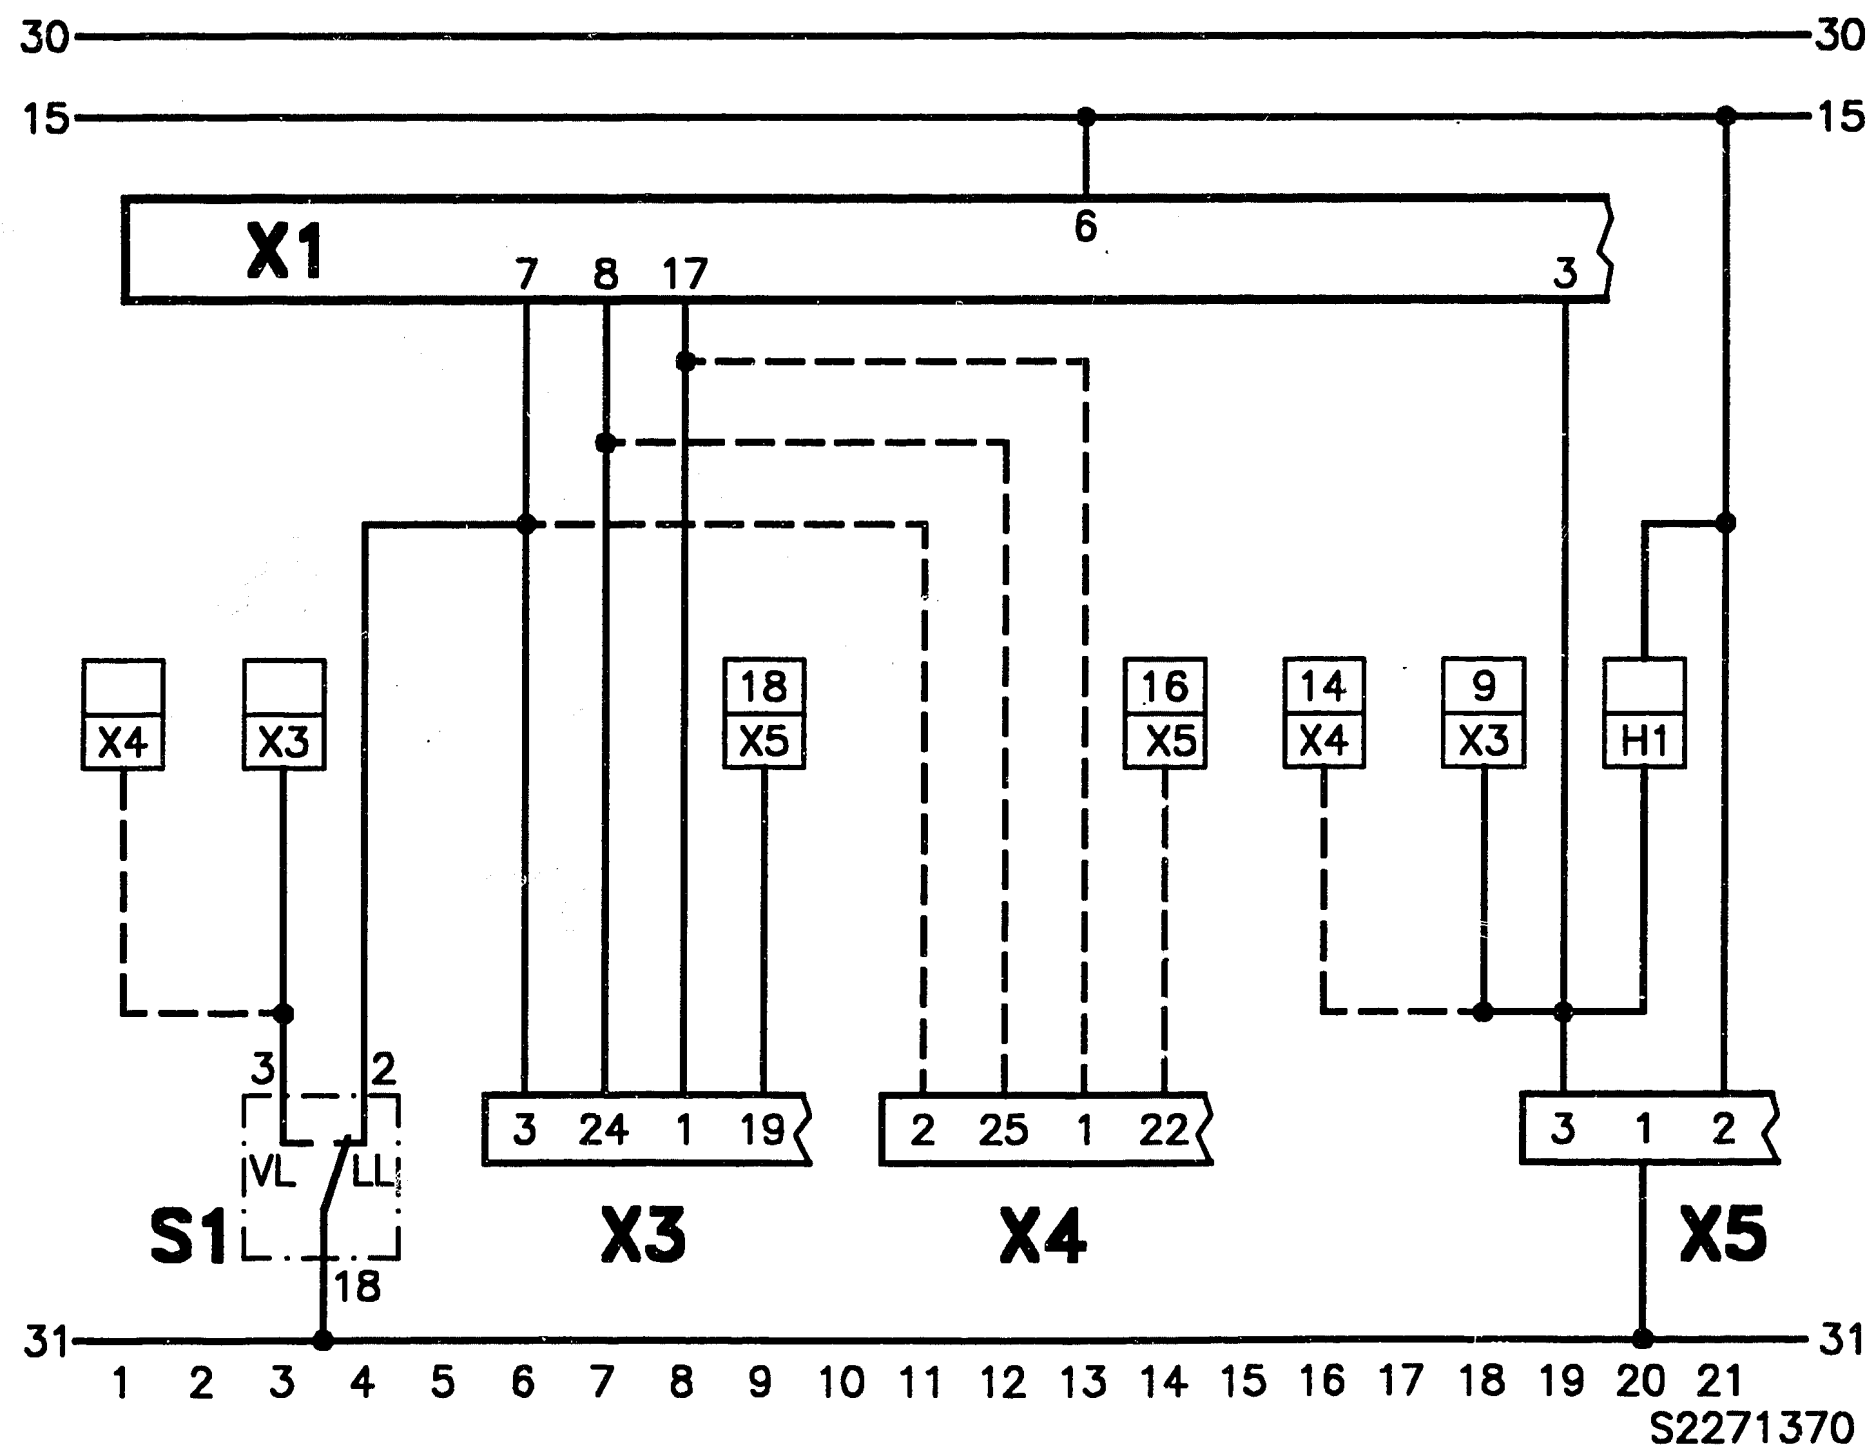 30 30
15 15
6
X1
7 8 17 3
18 16 14 9
X4 X3 X5 X5 X4 X3 H1
3 2
3 24 1 19 2 25 1 22 3 1 2
VL LL
S1 X3 X4 X5
18
31 31
1 2 3 4 5 6 7 8 9 10 11 12 13 14 15 16 17 18 19 20 21
S2271370